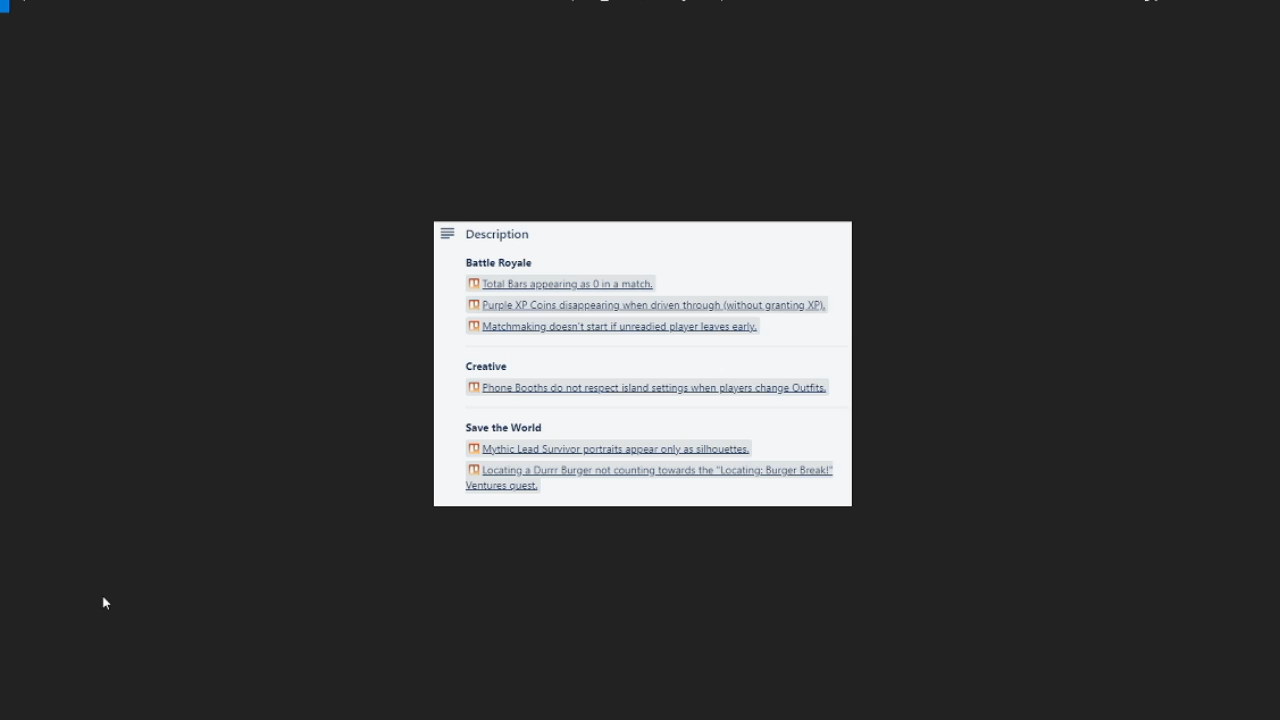 Description
Battle Royale
Total Bars appearing as 0 in a match.
Purple XP Coins disappearing when driven through (without granting XP).
Matchmaking doesn't start if unreadied player leaves early.
Creative
Phone Booths do not respect island settings when players change Outfits.
Save the World
Mythic Lead Survivor portraits appear only as silhouettes.
Locating a Durrr Burger not counting towards the "Locating: Burger Break!"
Ventures quest.